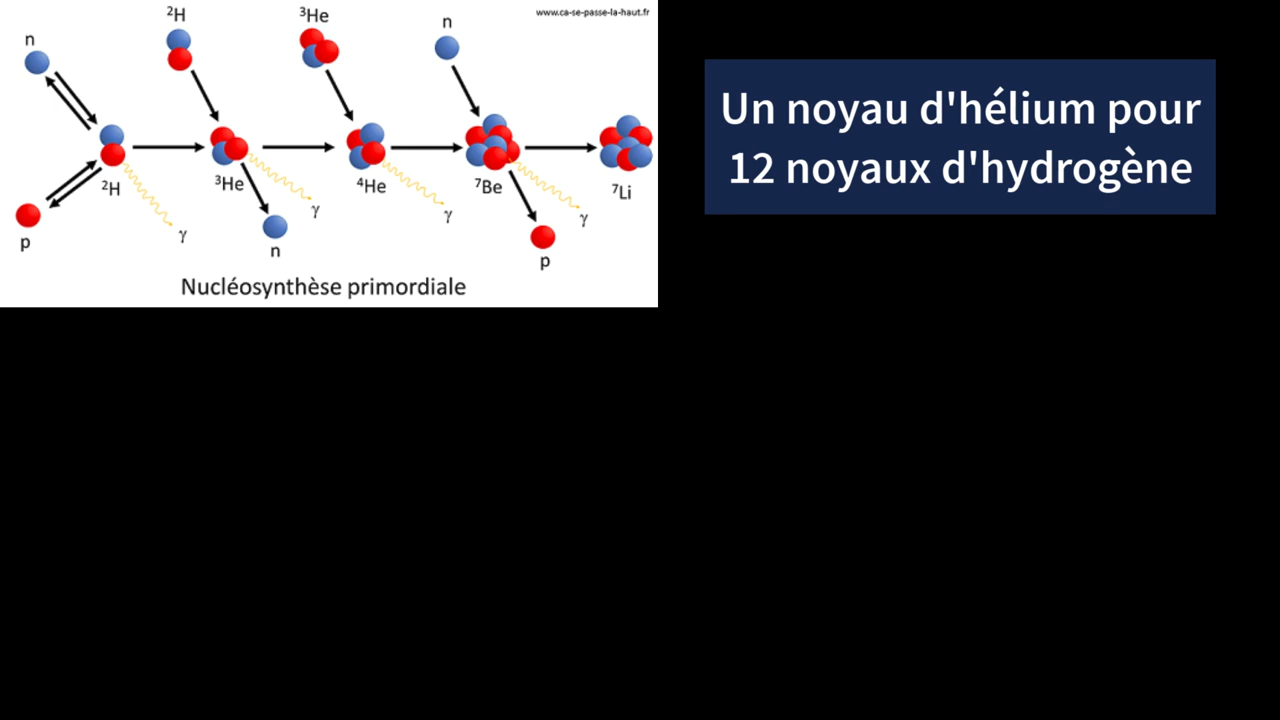 www.ca-se-passe-la-haut.fr
²H
³He
n
n
²H
³He
⁴He
⁷Be
⁷Li
γ
γ
γ
γ
p
n
p
Nucléosynthèse primordiale
Un noyau d'hélium pour
12 noyaux d'hydrogène